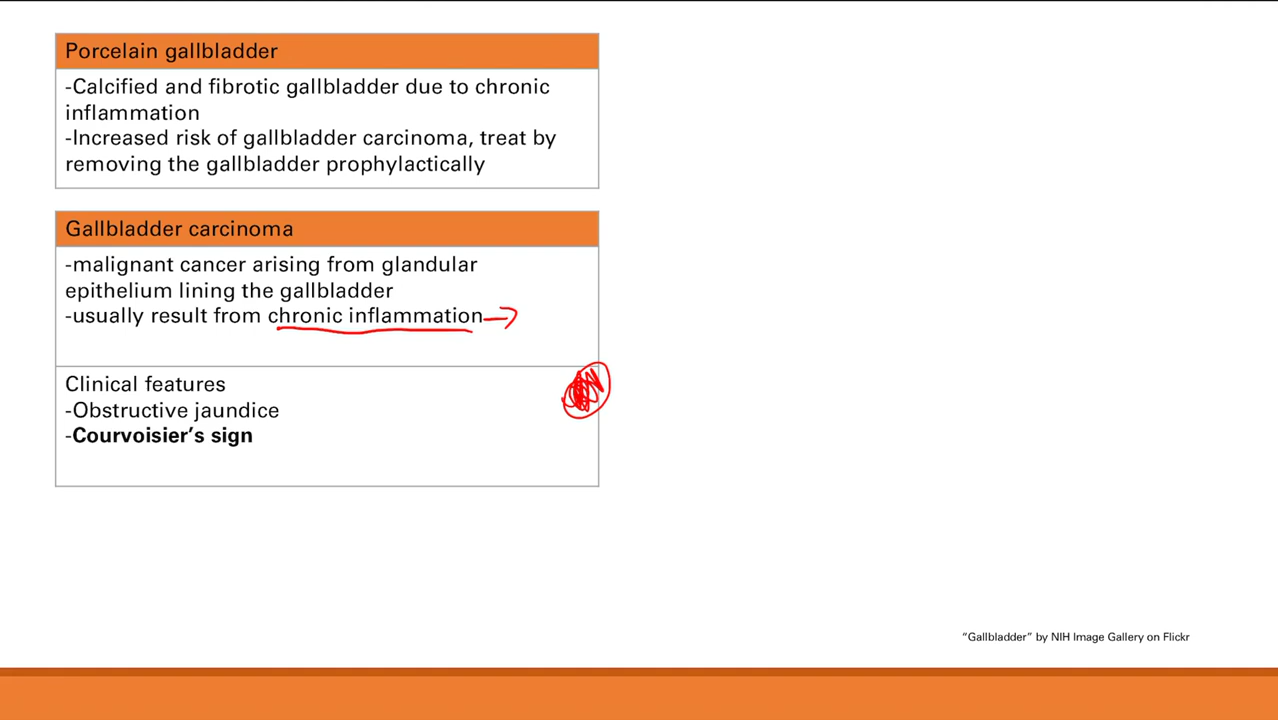 Porcelain gallbladder
-Calcified and fibrotic gallbladder due to chronic
inflammation
-Increased risk of gallbladder carcinoma, treat by
removing the gallbladder prophylactically
Gallbladder carcinoma
-malignant cancer arising from glandular
epithelium lining the gallbladder
-usually result from chronic inflammation
Clinical features
-Obstructive jaundice
-Courvoisier’s sign
“Gallbladder” by NIH Image Gallery on Flickr